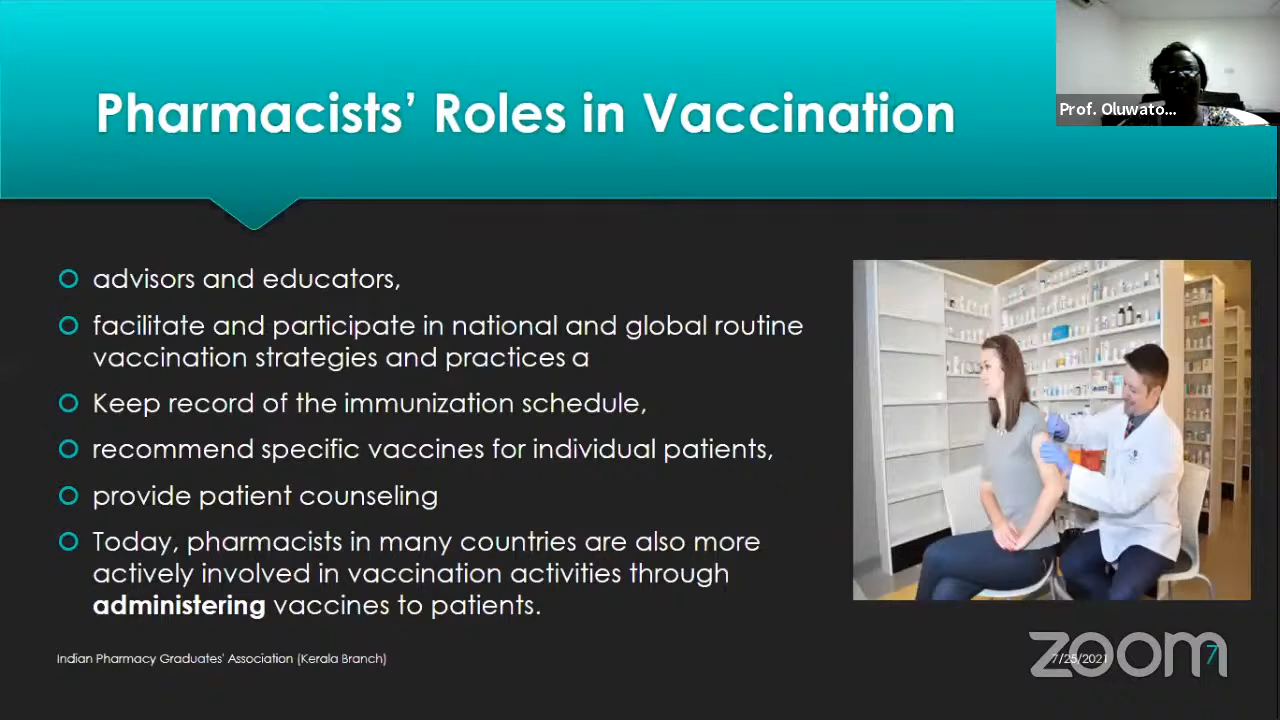 Pharmacists’ Roles in Vaccination
Prof. Oluwato...
advisors and educators,
facilitate and participate in national and global routine
vaccination strategies and practices a
Keep record of the immunization schedule,
recommend specific vaccines for individual patients,
provide patient counseling
Today, pharmacists in many countries are also more
actively involved in vaccination activities through
administering vaccines to patients.
Indian Pharmacy Graduates' Association (Kerala Branch)
7/25/2021
7
zoom